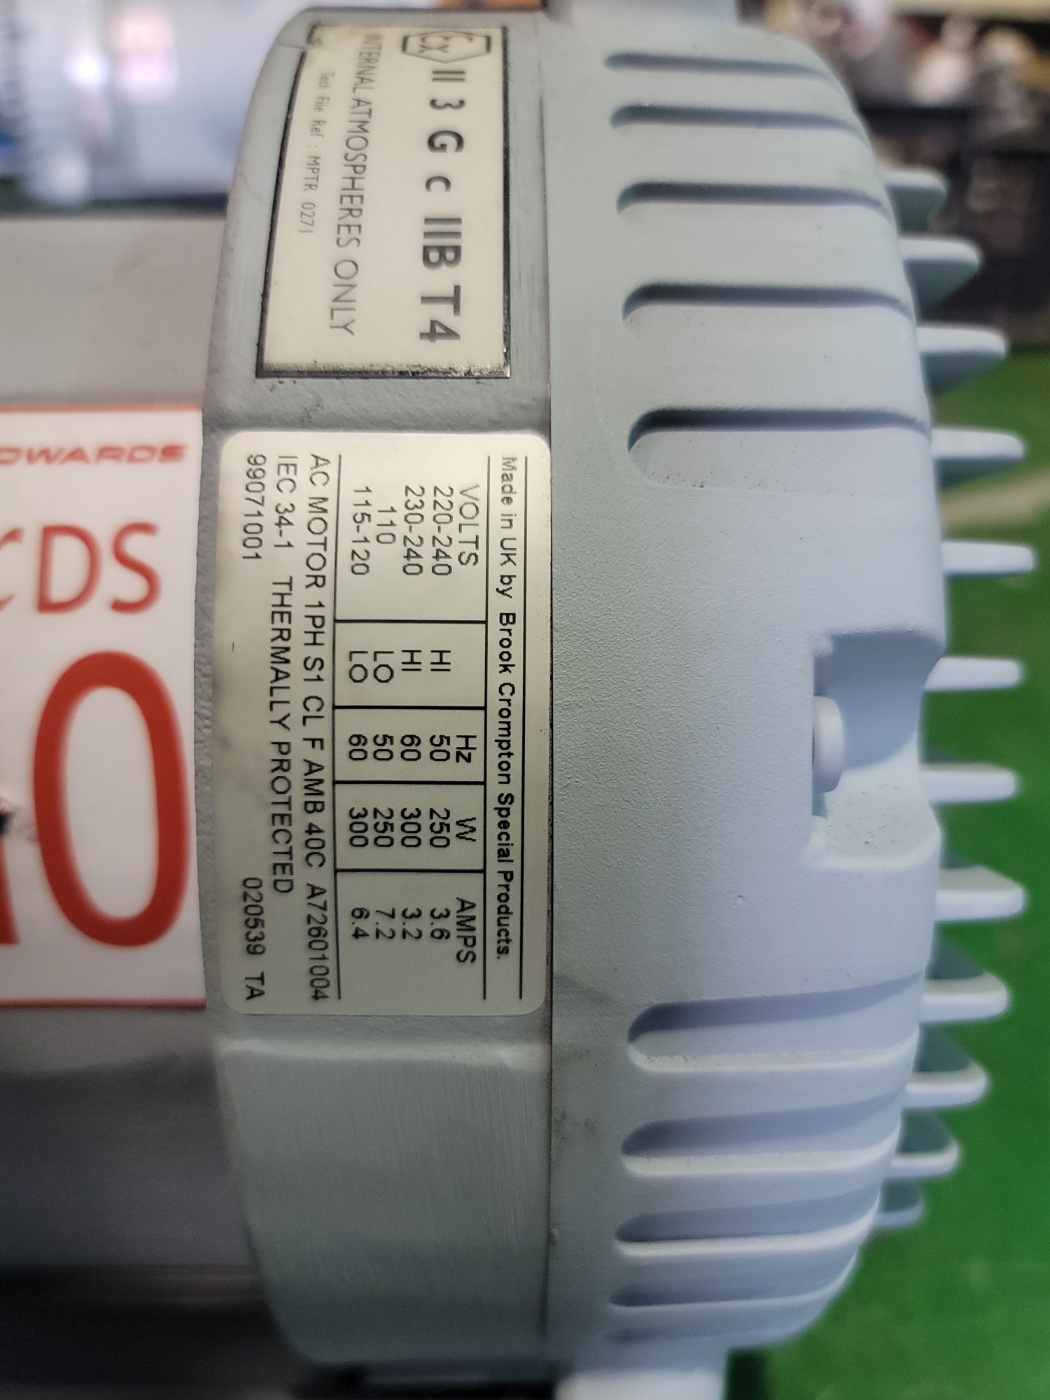 II 3 G c IIB T4
INTERNAL ATMOSPHERES ONLY
Tech File Ref : MPTR 027/1
Made in UK by Brook Crompton Special Products.
VOLTS Hz W AMPS
220-240 HI 50 250 3.6
230-240 HI 60 300 3.2
110 LO 50 250 7.2
115-120 LO 60 300 6.4
AC MOTOR 1PH S1 CL F AMB 40C A72601004
IEC 34-1 THERMALLY PROTECTED
99071001 020539 TA
DWARDS
CDS
0